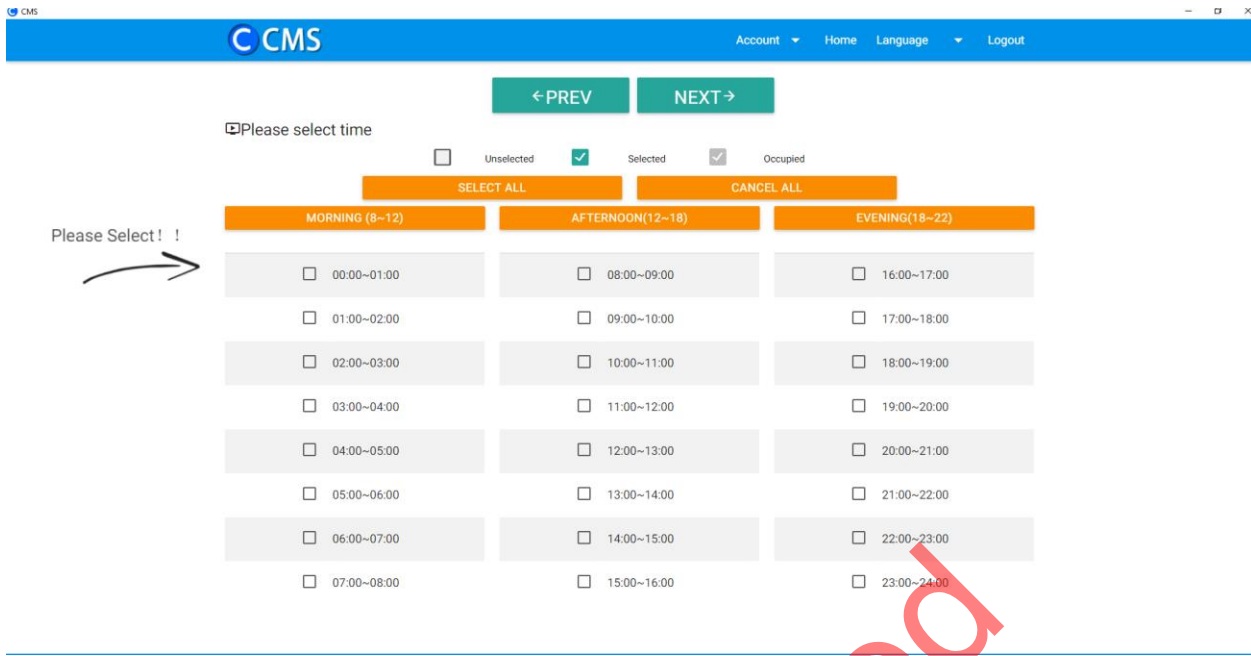 CMS
CMS
Account Home Language Logout
←PREV NEXT→
Please select time
Unselected Selected Occupied
SELECT ALL CANCEL ALL
MORNING (8~12) AFTERNOON(12~18) EVENING(18~22)
Please Select！！
00:00~01:00 08:00~09:00 16:00~17:00
01:00~02:00 09:00~10:00 17:00~18:00
02:00~03:00 10:00~11:00 18:00~19:00
03:00~04:00 11:00~12:00 19:00~20:00
04:00~05:00 12:00~13:00 20:00~21:00
05:00~06:00 13:00~14:00 21:00~22:00
06:00~07:00 14:00~15:00 22:00~23:00
07:00~08:00 15:00~16:00 23:00~24:00